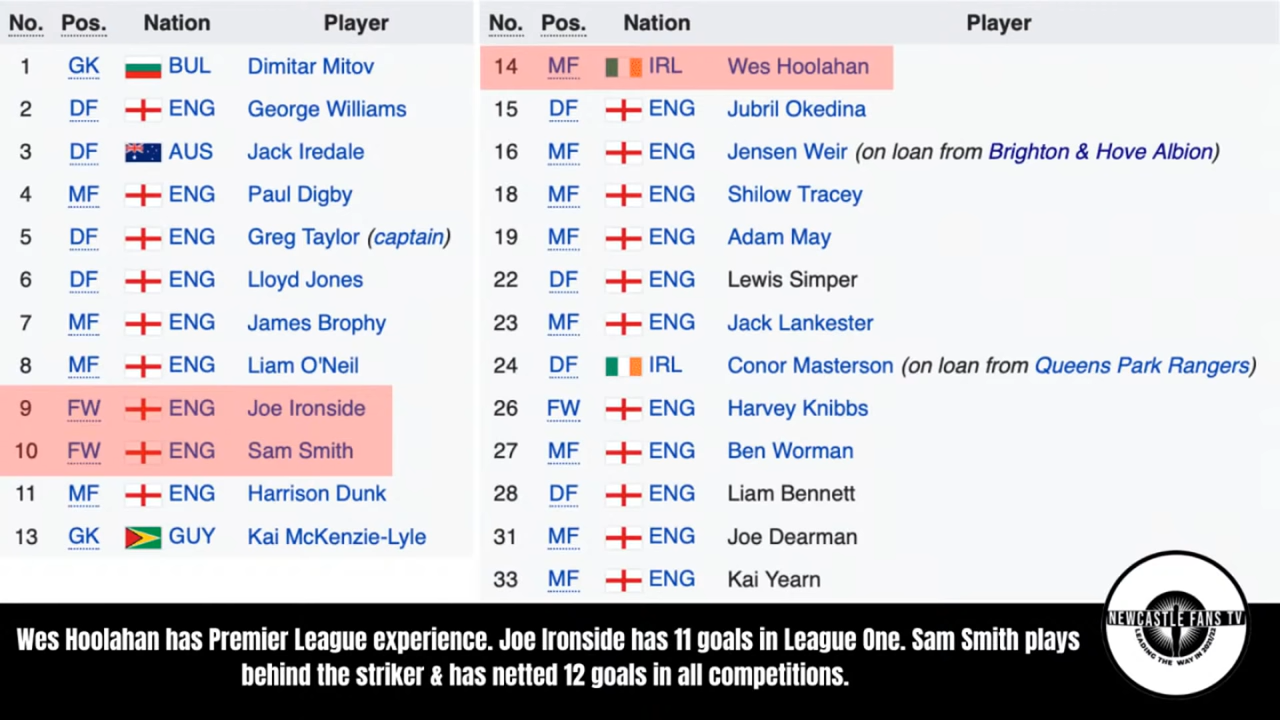 No. Pos. Nation Player
1 GK BUL Dimitar Mitov
2 DF ENG George Williams
3 DF AUS Jack Iredale
4 MF ENG Paul Digby
5 DF ENG Greg Taylor (captain)
6 DF ENG Lloyd Jones
7 MF ENG James Brophy
8 MF ENG Liam O'Neil
9 FW ENG Joe Ironside
10 FW ENG Sam Smith
11 MF ENG Harrison Dunk
13 GK GUY Kai McKenzie-Lyle
No. Pos. Nation Player
14 MF IRL Wes Hoolahan
15 DF ENG Jubril Okedina
16 MF ENG Jensen Weir (on loan from Brighton & Hove Albion)
18 MF ENG Shilow Tracey
19 MF ENG Adam May
22 DF ENG Lewis Simper
23 MF ENG Jack Lankester
24 DF IRL Conor Masterson (on loan from Queens Park Rangers)
26 FW ENG Harvey Knibbs
27 MF ENG Ben Worman
28 DF ENG Liam Bennett
31 MF ENG Joe Dearman
33 MF ENG Kai Yearn
Wes Hoolahan has Premier League experience. Joe Ironside has 11 goals in League One. Sam Smith plays
behind the striker & has netted 12 goals in all competitions.
NEWCASTLE FANS TV
LEADING THE WAY IN 2021/22